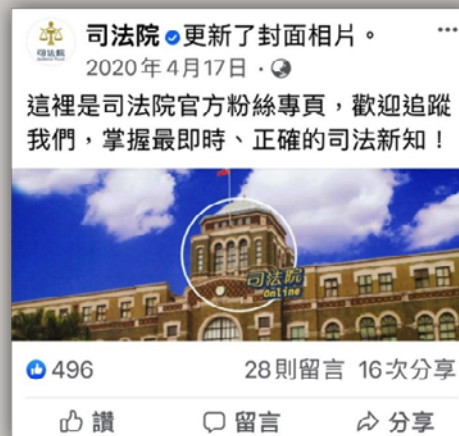 司法院 更新了封面相片。
2020年4月17日
這裡是司法院官方粉絲專頁，歡迎追蹤
我們，掌握最即時、正確的司法新知！
司法院
Online
496
28則留言 16次分享
讚
留言
分享